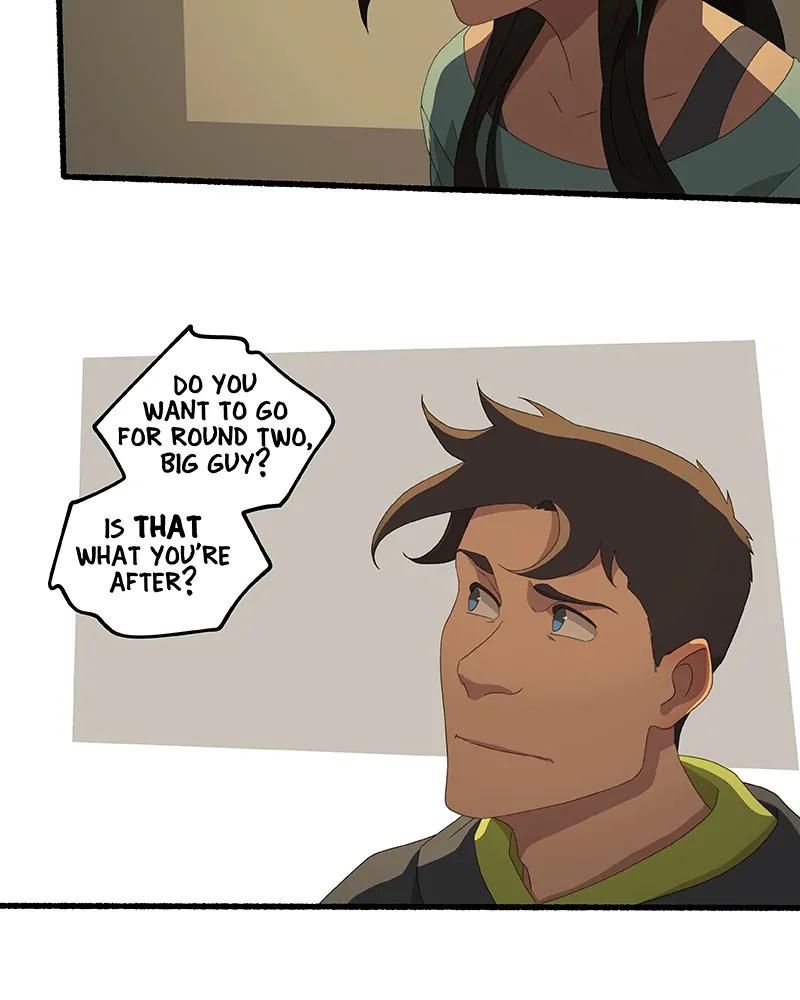 DO YOU
WANT TO GO
FOR ROUND TWO,
BIG GUY?
IS THAT
WHAT YOU'RE
AFTER?